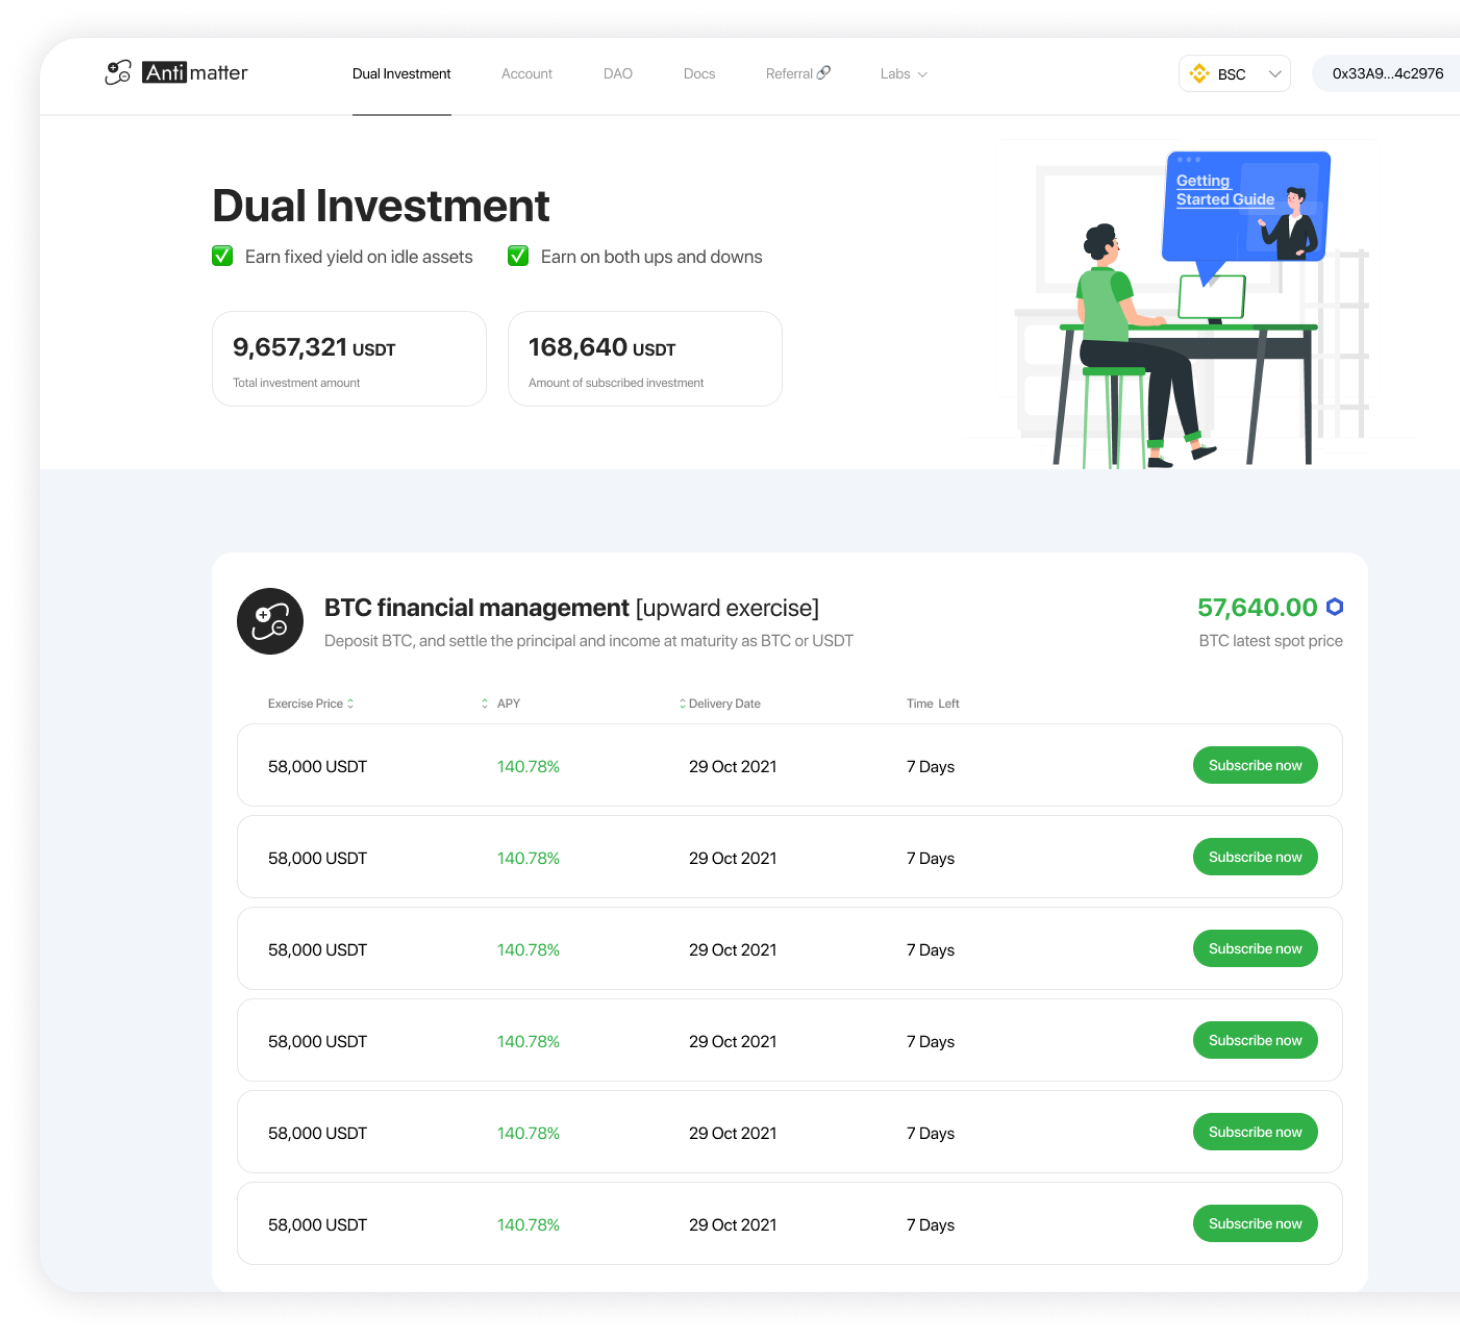 Antimatter Dual Investment Account DAO Docs Referral Labs BSC 0x33A9...4c2976
Getting
Started Guide
Dual Investment
Earn fixed yield on idle assets Earn on both ups and downs
9,657,321 USDT 168,640 USDT
Total investment amount Amount of subscribed investment
BTC financial management [upward exercise] 57,640.00
Deposit BTC, and settle the principal and income at maturity as BTC or USDT BTC latest spot price
Exercise Price APY Delivery Date Time Left
58,000 USDT 140.78% 29 Oct 2021 7 Days Subscribe now
58,000 USDT 140.78% 29 Oct 2021 7 Days Subscribe now
58,000 USDT 140.78% 29 Oct 2021 7 Days Subscribe now
58,000 USDT 140.78% 29 Oct 2021 7 Days Subscribe now
58,000 USDT 140.78% 29 Oct 2021 7 Days Subscribe now
58,000 USDT 140.78% 29 Oct 2021 7 Days Subscribe now